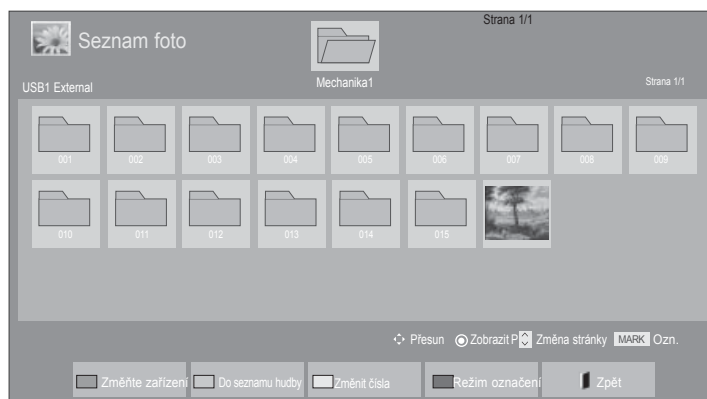 Strana 1/1
Seznam foto
Mechanika1
USB1 External
Strana 1/1
001 002 003 004 005 006 007 008 009
010 011 012 013 014 015
Přesun Zobrazit P Změna stránky MARK Ozn.
Změňte zařízení Do seznamu hudby Změnit čísla Režim označení Zpět